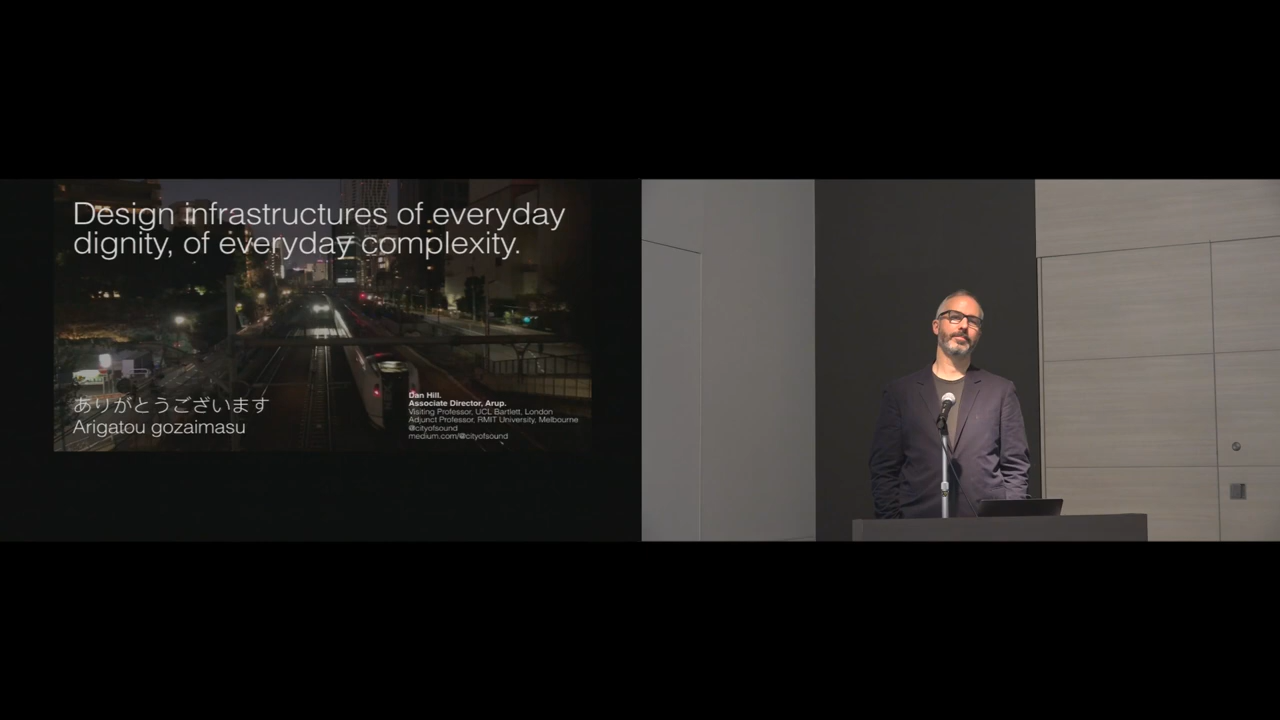 Design infrastructures of everyday
dignity, of everyday complexity.
ありがとうございます
Arigatou gozaimasu
Dan Hill.
Associate Director, Arup.
Visiting Professor, UCL Bartlett, London
Adjunct Professor, RMIT University, Melbourne
@cityofsound
medium.com/@cityofsound